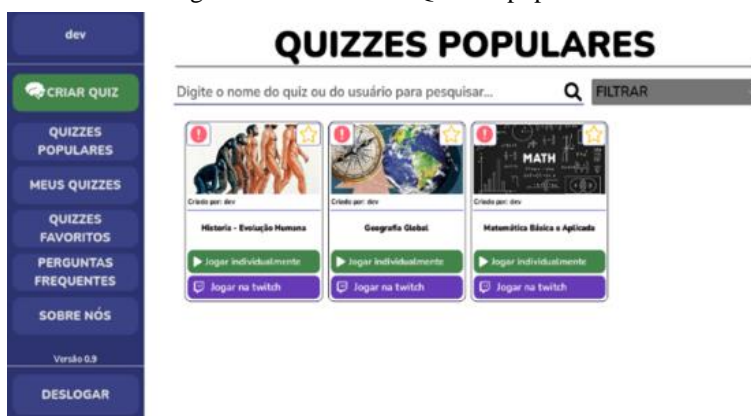 dev
CRIAR QUIZ
QUIZZES
POPULARES
MEUS QUIZZES
QUIZZES
FAVORITOS
PERGUNTAS
FREQUENTES
SOBRE NÓS
Versão 0.9
DESLOGAR
QUIZZES POPULARES
Digite o nome do quiz ou do usuário para pesquisar...
FILTRAR
Criado por: dev
Historia - Evolução Humana
Jogar individualmente
Jogar na twitch
Criado por: dev
Geografia Global
Jogar individualmente
Jogar na twitch
MATH
Criado por: dev
Matemática Básica e Aplicada
Jogar individualmente
Jogar na twitch